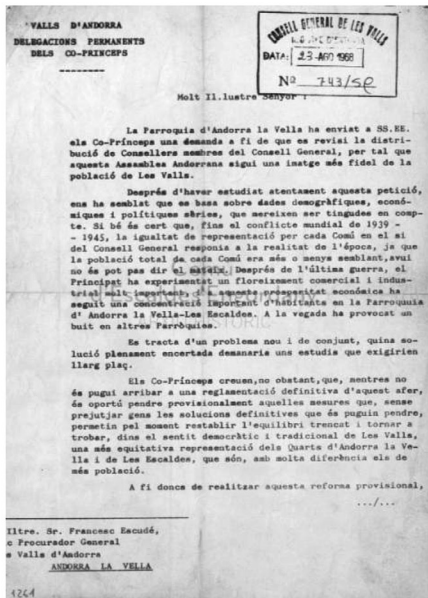 VALLS D'ANDORRA
DELEGACIONS PERMANENTS
DELS CO-PRINCEPS
CONSELL GENERAL DE LES VALLS
DATA: 23 AGO 1968
Nº 743/SP
Molt Il.lustre Senyor :
La Parroquia d'Andorra la Vella ha enviat a SS.EE.
els Co-Prínceps una demanda a fi de que es revisi la distri-
bució de Consellers membres del Consell General, per tal que
aquesta Assamblea Andorrana sigui una imatge més fidel de la
població de Les Valls.
Després d'haver estudiat atentament aquesta petició,
ens ha semblat que es basa sobre dades demogràfiques, econó-
miques i polítiques sèries, que mereixen ser tingudes en comp-
te. Si bé és cert que, fins el conflicte mundial de 1939 -
- 1945, la igualtat de representació per cada Comú en el si
del Consell General responia a la realitat de l'época, ja que
la població total de cada Comú era més o menys semblant, avui
no és pot pas dir el mateix. Després de l'última guerra, el
Principat ha experimentat un floreixement comercial i indus-
trial molt important. A aquesta prosperitat económica ha
seguit una concentració important d'habitants en la Parroquia
d' Andorra la Vella-Les Escaldes. A la vegada ha provocat un
buit en altres Parròquies.
Es tracta d'un problema nou i de conjunt, quina so-
lució plenament encertada demanaria uns estudis que exigirien
llarg plaç.
Els Co-Prínceps creuen, no obstant, que, mentres no
és pugui arribar a una reglamentació definitiva d'aquest afer,
és oportú pendre provisionalment aquelles mesures que, sense
prejutjar gens les solucions definitives que és puguin pendre,
permetin pel moment restablir l'equilibri trencat i tornar a
trobar, dins el sentit democràtic i tradicional de Les Valls,
una més equitativa representació dels Quarts d'Andorra la Ve-
lla i de Les Escaldes, que són, amb molta diferència els de
més població.
A fi doncs de realitzar aquesta reforma provisional,
.../...
Iltre. Sr. Francesc Escudé,
c Procurador General
s Valls d'Andorra
ANDORRA LA VELLA
1241